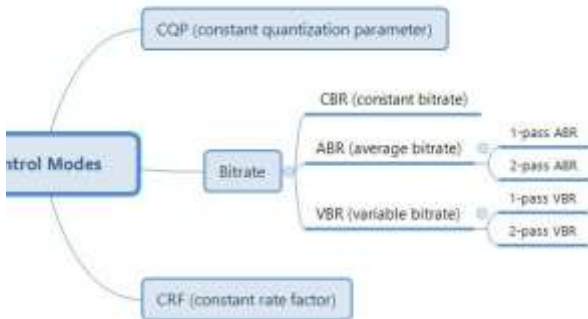 CQP (constant quantization parameter)
ntrol Modes
Bitrate
CBR (constant bitrate)
ABR (average bitrate)
1-pass ABR
2-pass ABR
VBR (variable bitrate)
1-pass VBR
2-pass VBR
CRF (constant rate factor)